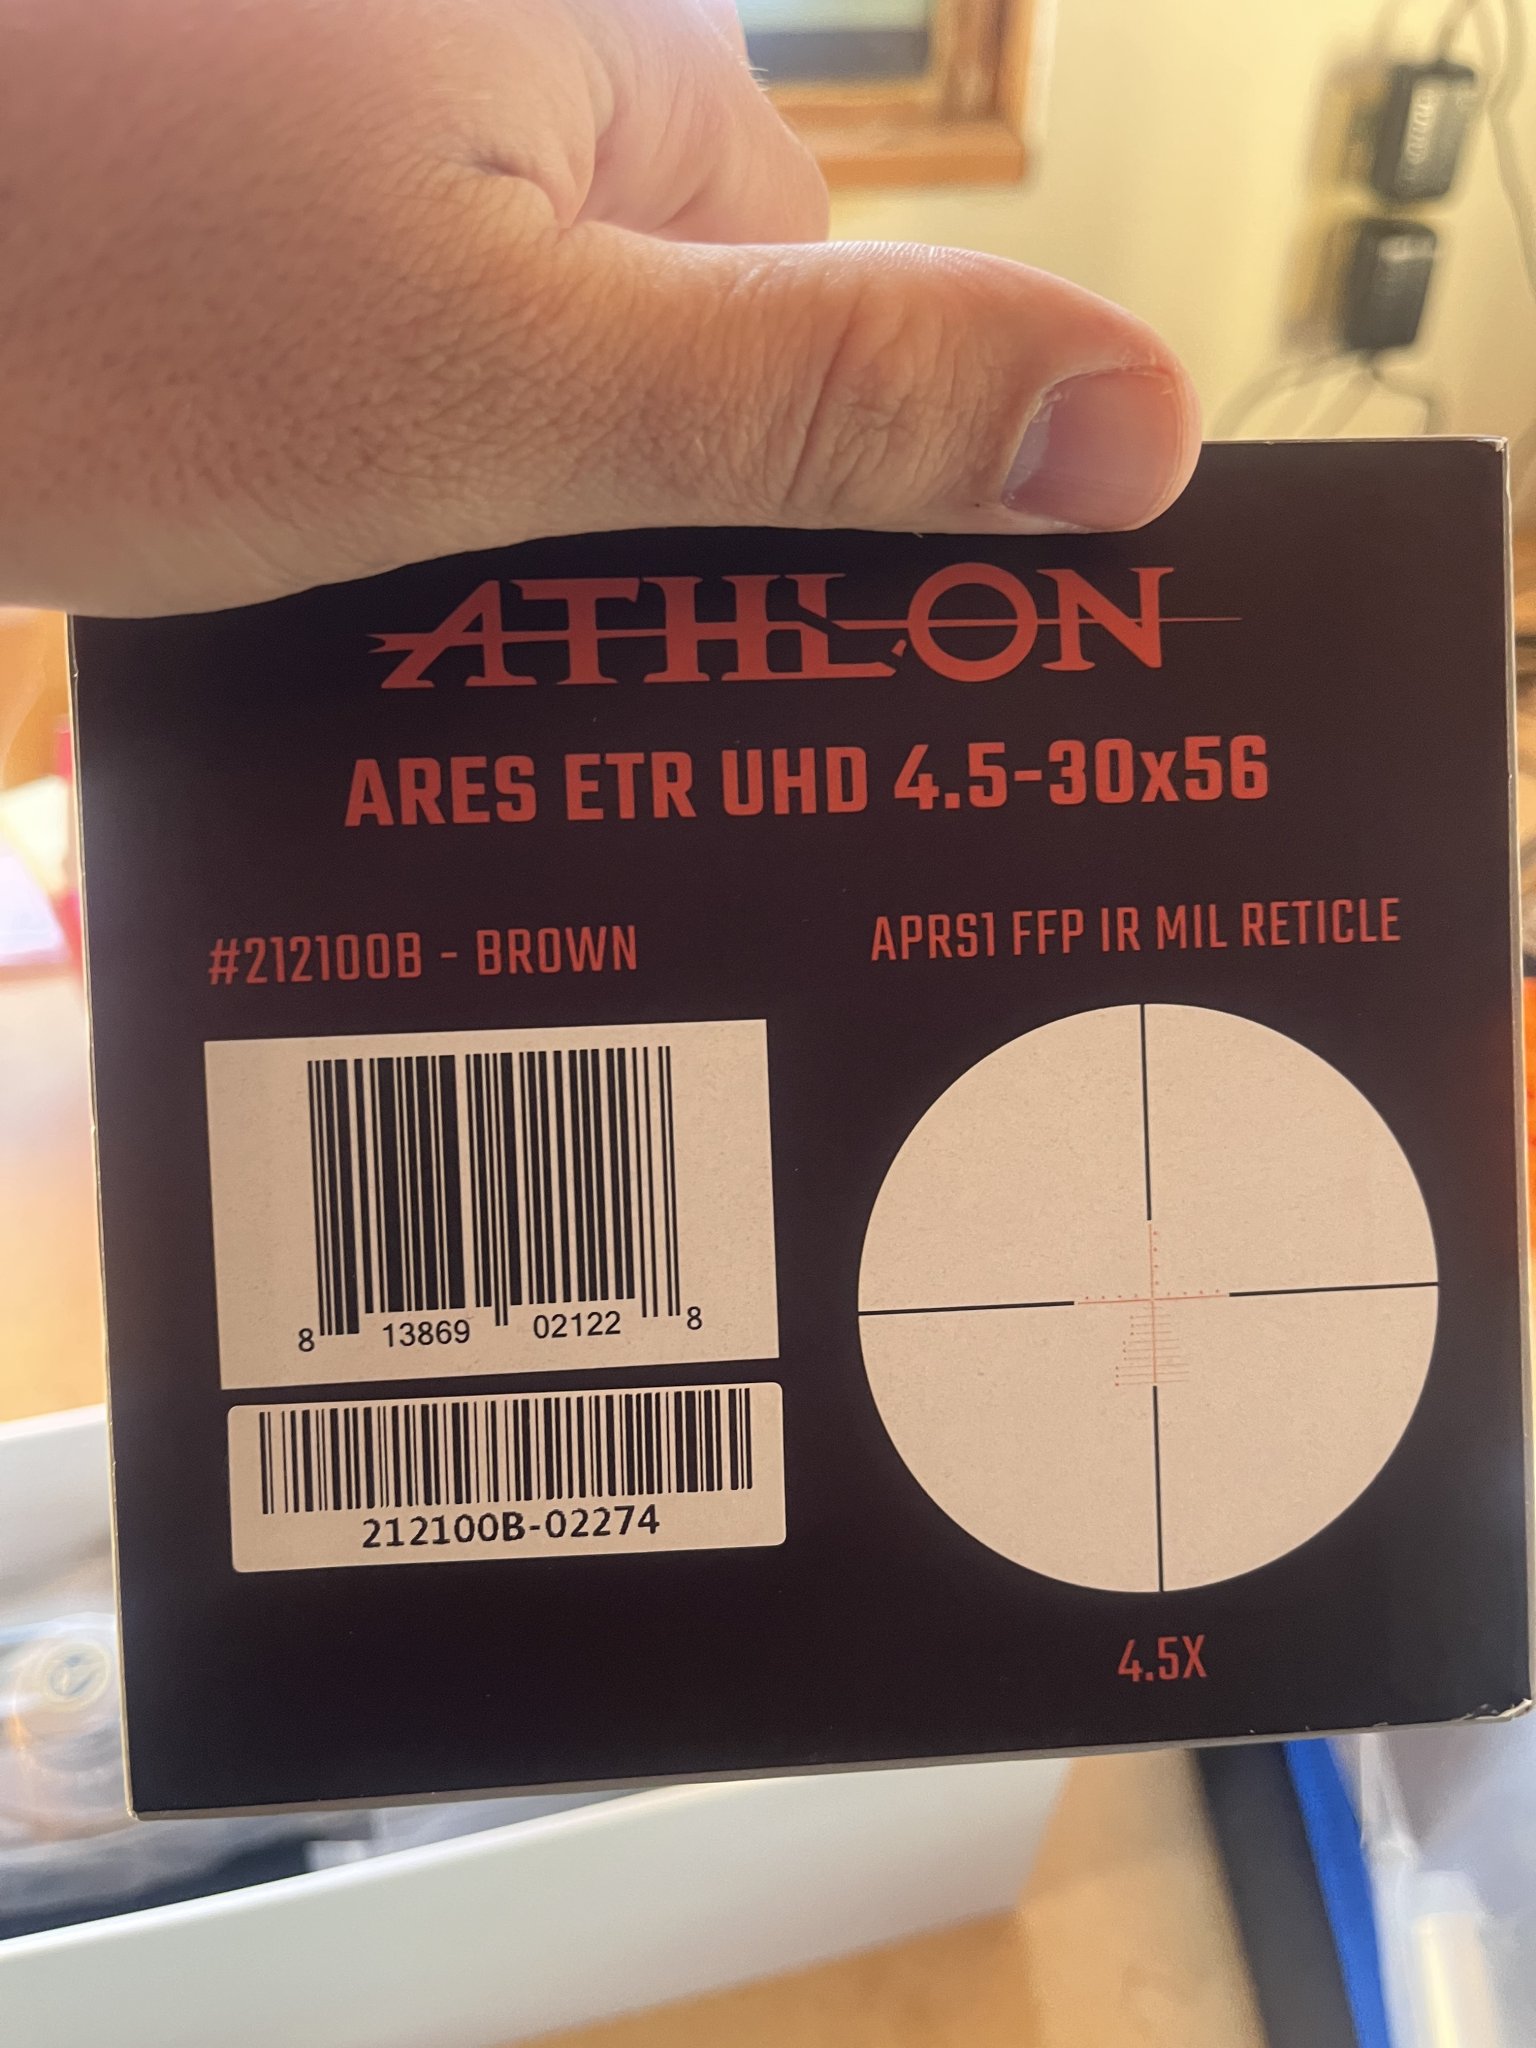 ATHLON
ARES ETR UHD 4.5-30x56
#212100B - BROWN
APRS1 FFP IR MIL RETICLE
8 13869 02122 8
212100B-02274
4.5X